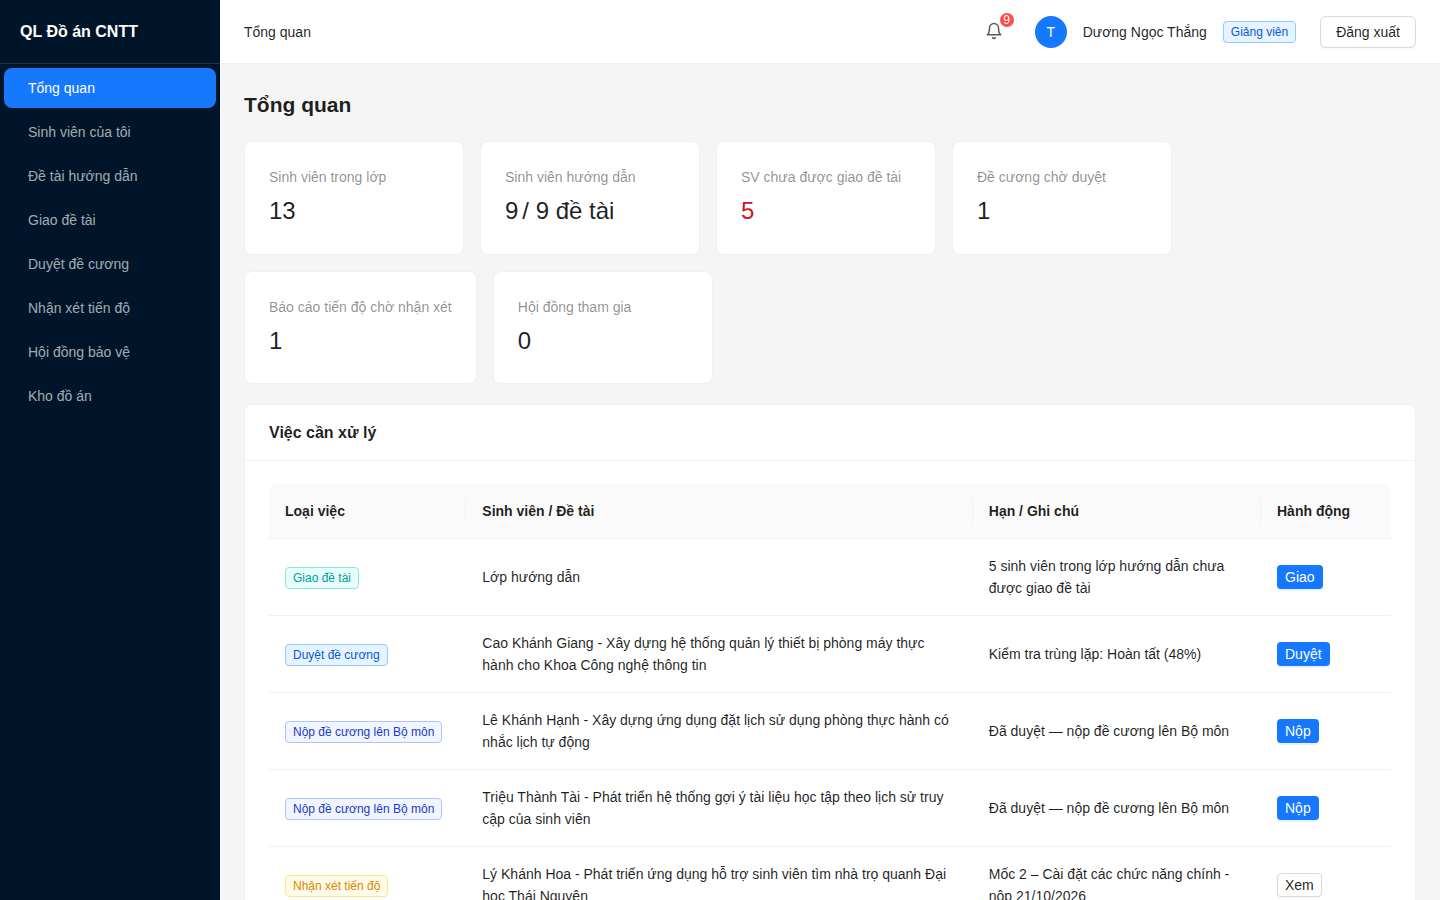 QL Đồ án CNTT
Tổng quan
Sinh viên của tôi
Đề tài hướng dẫn
Giao đề tài
Duyệt đề cương
Nhận xét tiến độ
Hội đồng bảo vệ
Kho đồ án
Tổng quan
9
T
Dương Ngọc Thắng
Giảng viên
Đăng xuất
Tổng quan
Sinh viên trong lớp
13
Sinh viên hướng dẫn
9 / 9 đề tài
SV chưa được giao đề tài
5
Đề cương chờ duyệt
1
Báo cáo tiến độ chờ nhận xét
1
Hội đồng tham gia
0
Việc cần xử lý
Loại việc
Sinh viên / Đề tài
Hạn / Ghi chú
Hành động
Giao đề tài
Lớp hướng dẫn
5 sinh viên trong lớp hướng dẫn chưa
được giao đề tài
Giao
Duyệt đề cương
Cao Khánh Giang - Xây dựng hệ thống quản lý thiết bị phòng máy thực
hành cho Khoa Công nghệ thông tin
Kiểm tra trùng lặp: Hoàn tất (48%)
Duyệt
Nộp đề cương lên Bộ môn
Lê Khánh Hạnh - Xây dựng ứng dụng đặt lịch sử dụng phòng thực hành có
nhắc lịch tự động
Đã duyệt — nộp đề cương lên Bộ môn
Nộp
Nộp đề cương lên Bộ môn
Triệu Thành Tài - Phát triển hệ thống gợi ý tài liệu học tập theo lịch sử truy
cập của sinh viên
Đã duyệt — nộp đề cương lên Bộ môn
Nộp
Nhận xét tiến độ
Lý Khánh Hoa - Phát triển ứng dụng hỗ trợ sinh viên tìm nhà trọ quanh Đại
học Thái Nguyên
Mốc 2 – Cài đặt các chức năng chính -
nộp 21/10/2026
Xem